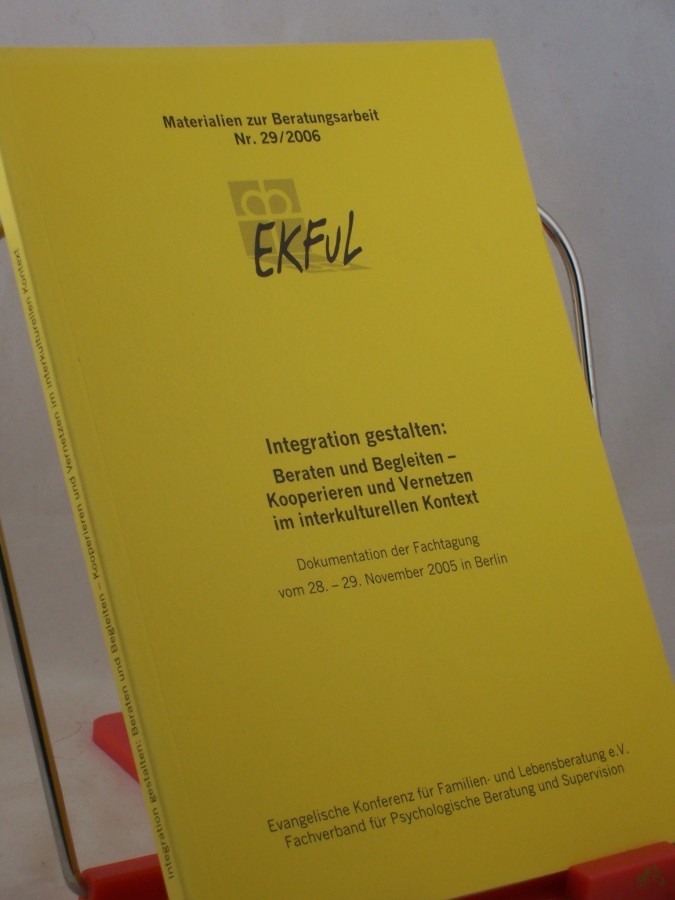 Materialien zur Beratungsarbeit
Nr. 29/2006
EKFuL
Integration gestalten:
Beraten und Begleiten –
Kooperieren und Vernetzen
im interkulturellen Kontext
Dokumentation der Fachtagung
vom 28. – 29. November 2005 in Berlin
Evangelische Konferenz für Familien- und Lebensberatung e.V.
Fachverband für Psychologische Beratung und Supervision
Integration gestalten: Beraten und Begleiten – Kooperieren und Vernetzen im interkulturellen Kontext